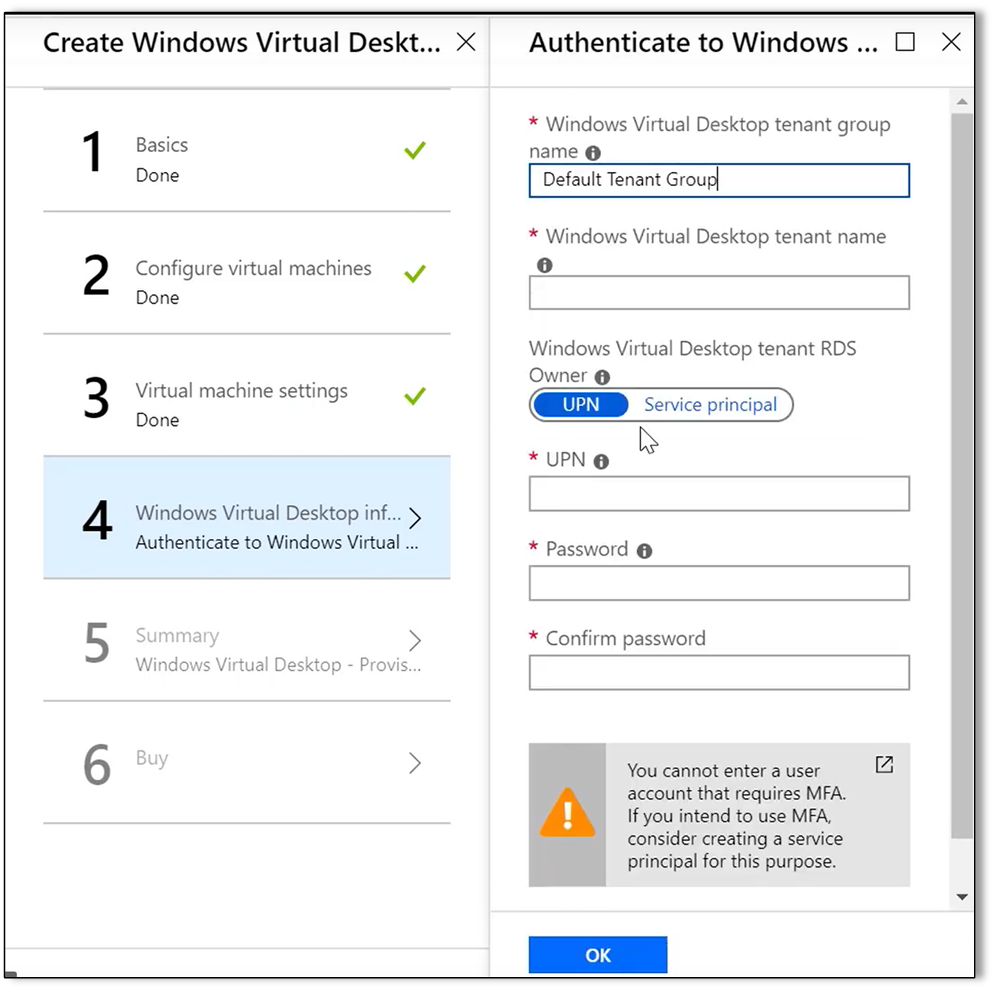 Create Windows Virtual Deskt...
1
Basics
Done
2
Configure virtual machines
Done
3
Virtual machine settings
Done
4
Windows Virtual Desktop inf...
Authenticate to Windows Virtual ...
5
Summary
Windows Virtual Desktop - Provis...
6
Buy
Authenticate to Windows ...
* Windows Virtual Desktop tenant group
name
Default Tenant Group
* Windows Virtual Desktop tenant name
Windows Virtual Desktop tenant RDS
Owner
UPN Service principal
* UPN
* Password
* Confirm password
You cannot enter a user
account that requires MFA.
If you intend to use MFA,
consider creating a service
principal for this purpose.
OK